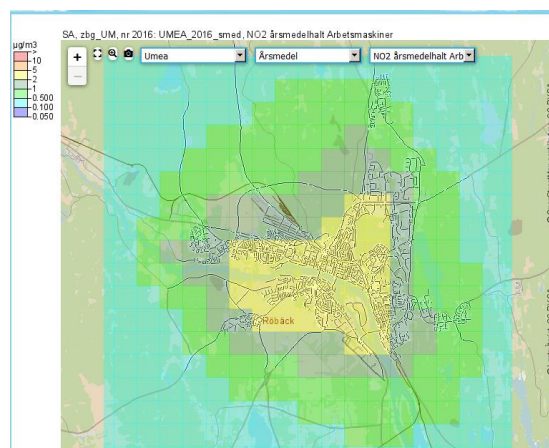 SA, zbg_UM, nr 2016: UMEA_2016_smed, NO2 årsmedelhalt Arbetsmaskiner
µg/m3
>
10
5
2
1
0.500
0.100
0.050
+
−
Umea
Årsmedel
NO2 årsmedelhalt Arb
Röbäck